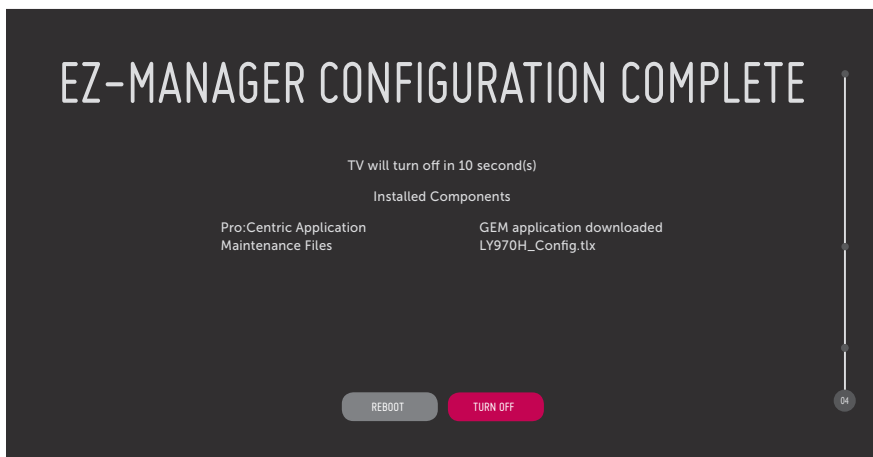 EZ-MANAGER CONFIGURATION COMPLETE
TV will turn off in 10 second(s)
Installed Components
Pro:Centric Application GEM application downloaded
Maintenance Files LY970H_Config.tlx
REBOOT TURN OFF
04